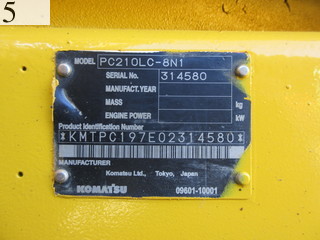 5
MODEL PC210LC-8N1
SERIAL NO. 314580
MANUFACT.YEAR
MASS kg
ENGINE POWER kW
Product Identification Number
*KMTPC197E02314580*
MANUFACTURER
Komatsu Ltd., Tokyo, Japan
KOMATSU 09601-10001